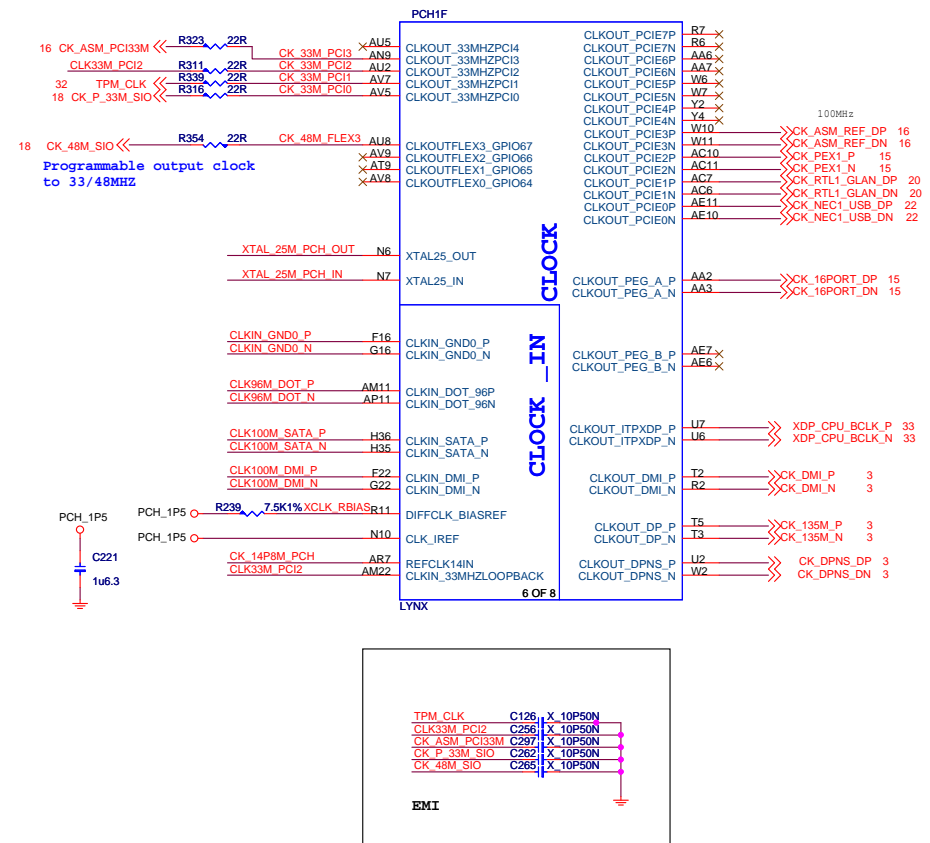 PCH1F
16 CK_ASM_PCI33M R323 22R CK_33M_PCI3
CLK33M_PCI2 R311 22R CK_33M_PCI2
32 TPM_CLK R339 22R CK_33M_PCI1
18 CK_P_33M_SIO R316 22R CK_33M_PCI0
AU5 CLKOUT_33MHZPCI4
AN9 CLKOUT_33MHZPCI3
AU2 CLKOUT_33MHZPCI2
AV7 CLKOUT_33MHZPCI1
AV5 CLKOUT_33MHZPCI0
18 CK_48M_SIO R354 22R CK_48M_FLEX3 AU8 CLKOUTFLEX3_GPIO67
AV9 CLKOUTFLEX2_GPIO66
AT9 CLKOUTFLEX1_GPIO65
AV8 CLKOUTFLEX0_GPIO64
Programmable output clock
to 33/48MHZ
XTAL_25M_PCH_OUT N6 XTAL25_OUT
XTAL_25M_PCH_IN N7 XTAL25_IN
CLOCK
CLKIN_GND0_P F16 CLKIN_GND0_P
CLKIN_GND0_N G16 CLKIN_GND0_N
CLK96M_DOT_P AM11 CLKIN_DOT_96P
CLK96M_DOT_N AP11 CLKIN_DOT_96N
CLK100M_SATA_P H36 CLKIN_SATA_P
CLK100M_SATA_N H35 CLKIN_SATA_N
CLK100M_DMI_P F22 CLKIN_DMI_P
CLK100M_DMI_N G22 CLKIN_DMI_N
PCH_1P5 R239 7.5K1% XCLK_RBIAS R11 DIFFCLK_BIASREF
PCH_1P5 N10 CLK_IREF
CK_14P8M_PCH AR7 REFCLK14IN
CLK33M_PCI2 AM22 CLKIN_33MHZLOOPBACK
CLOCK _IN
6 OF 8
LYNX
PCH_1P5
C221
1u6.3
100MHz
CLKOUT_PCIE7P R7
CLKOUT_PCIE7N R6
CLKOUT_PCIE6P AA6
CLKOUT_PCIE6N AA7
CLKOUT_PCIE5P W6
CLKOUT_PCIE5N W7
CLKOUT_PCIE4P Y2
CLKOUT_PCIE4N Y4
CLKOUT_PCIE3P W10 CK_ASM_REF_DP 16
CLKOUT_PCIE3N W11 CK_ASM_REF_DN 16
CLKOUT_PCIE2P AC10 CK_PEX1_P 15
CLKOUT_PCIE2N AC11 CK_PEX1_N 15
CLKOUT_PCIE1P AC7 CK_RTL1_GLAN_DP 20
CLKOUT_PCIE1N AC6 CK_RTL1_GLAN_DN 20
CLKOUT_PCIE0P AE11 CK_NEC1_USB_DP 22
CLKOUT_PCIE0N AE10 CK_NEC1_USB_DN 22
CLKOUT_PEG_A_P AA2 CK_16PORT_DP 15
CLKOUT_PEG_A_N AA3 CK_16PORT_DN 15
CLKOUT_PEG_B_P AE7
CLKOUT_PEG_B_N AE6
CLKOUT_ITPXDP_P U7 XDP_CPU_BCLK_P 33
CLKOUT_ITPXDP_N U6 XDP_CPU_BCLK_N 33
CLKOUT_DMI_P T2 CK_DMI_P 3
CLKOUT_DMI_N R2 CK_DMI_N 3
CLKOUT_DP_P T5 CK_135M_P 3
CLKOUT_DP_N T3 CK_135M_N 3
CLKOUT_DPNS_P U2 CK_DPNS_DP 3
CLKOUT_DPNS_N W2 CK_DPNS_DN 3
TPM_CLK C126 X_10P50N
CLK33M_PCI2 C256 X_10P50N
CK_ASM_PCI33M C297 X_10P50N
CK_P_33M_SIO C262 X_10P50N
CK_48M_SIO C265 X_10P50N
EMI